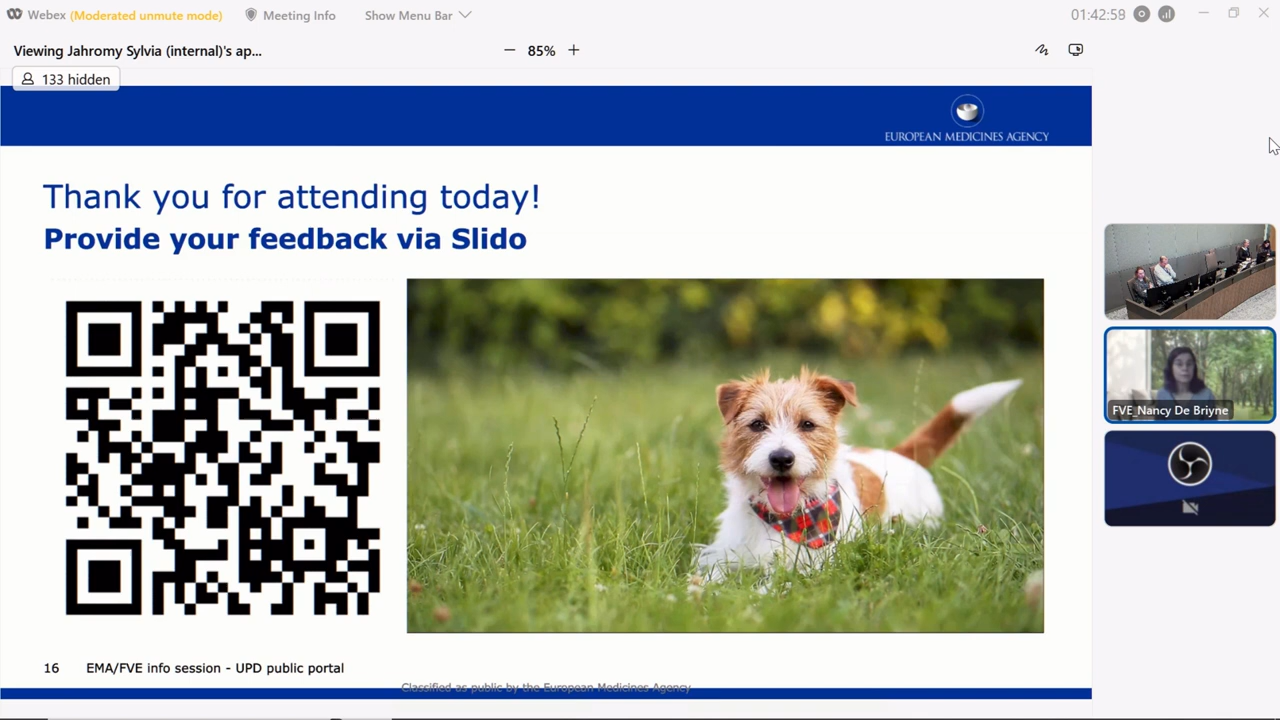 Webex (Moderated unmute mode) Meeting Info Show Menu Bar 01:42:59
Viewing Jahromy Sylvia (internal)'s ap... 85%
133 hidden
EUROPEAN MEDICINES AGENCY
Thank you for attending today!
Provide your feedback via Slido
FVE_Nancy De Briyne
16 EMA/FVE info session - UPD public portal
Classified as public by the European Medicines Agency